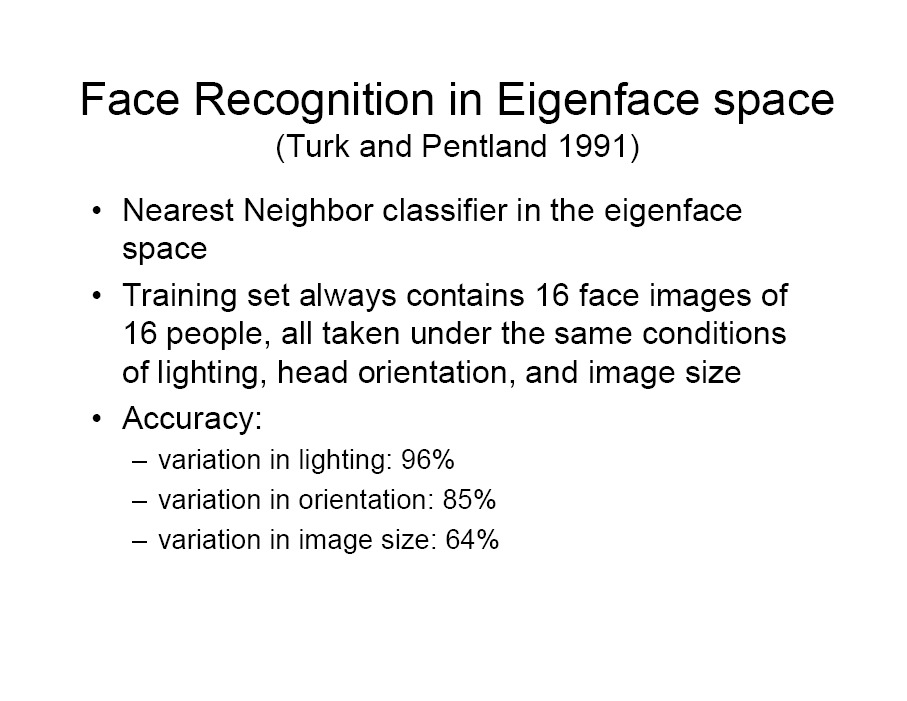 Face Recognition in Eigenface space
(Turk and Pentland 1991)
• Nearest Neighbor classifier in the eigenface
space
• Training set always contains 16 face images of
16 people, all taken under the same conditions
of lighting, head orientation, and image size
• Accuracy:
– variation in lighting: 96%
– variation in orientation: 85%
– variation in image size: 64%